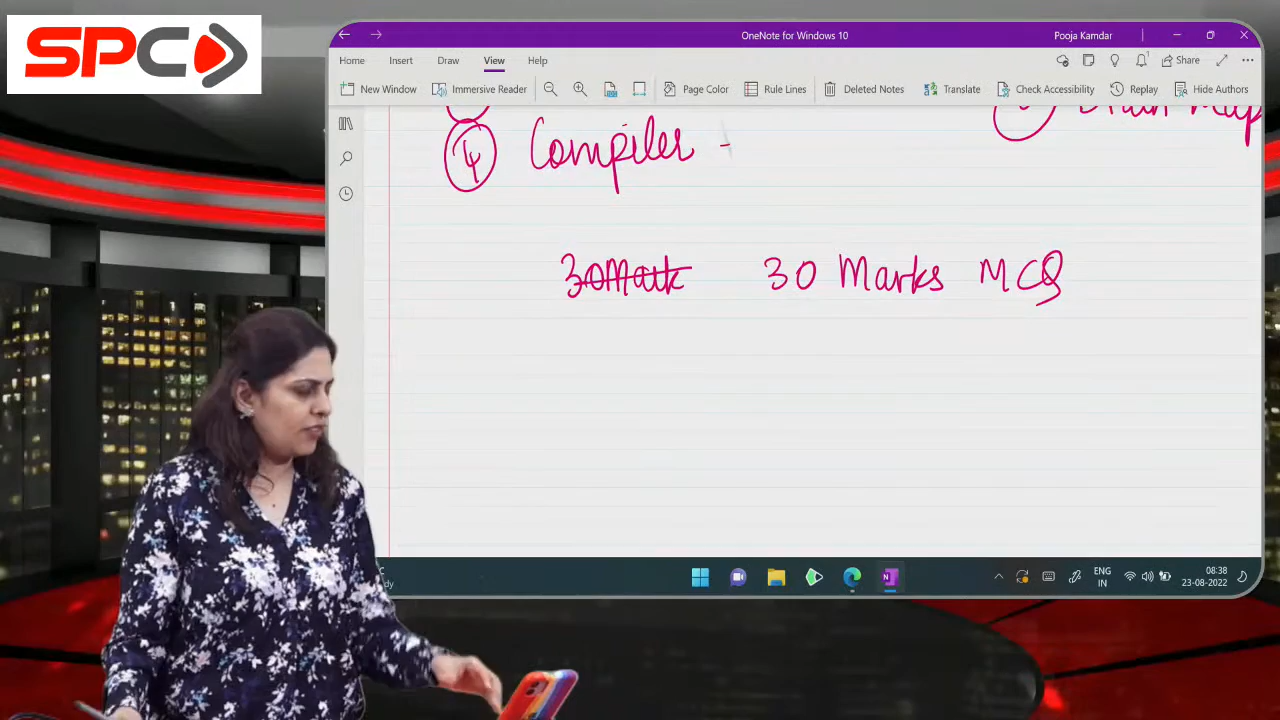 SPC
OneNote for Windows 10
Pooja Kamdar
Home Insert Draw View Help
1
Share
New Window
Immersive Reader
Page Color
Rule Lines
Deleted Notes
Translate
Check Accessibility
Replay
Hide Authors
4 Compiler -
30Mark 30 Marks MCQ
ENG
IN
08:38
23-08-2022